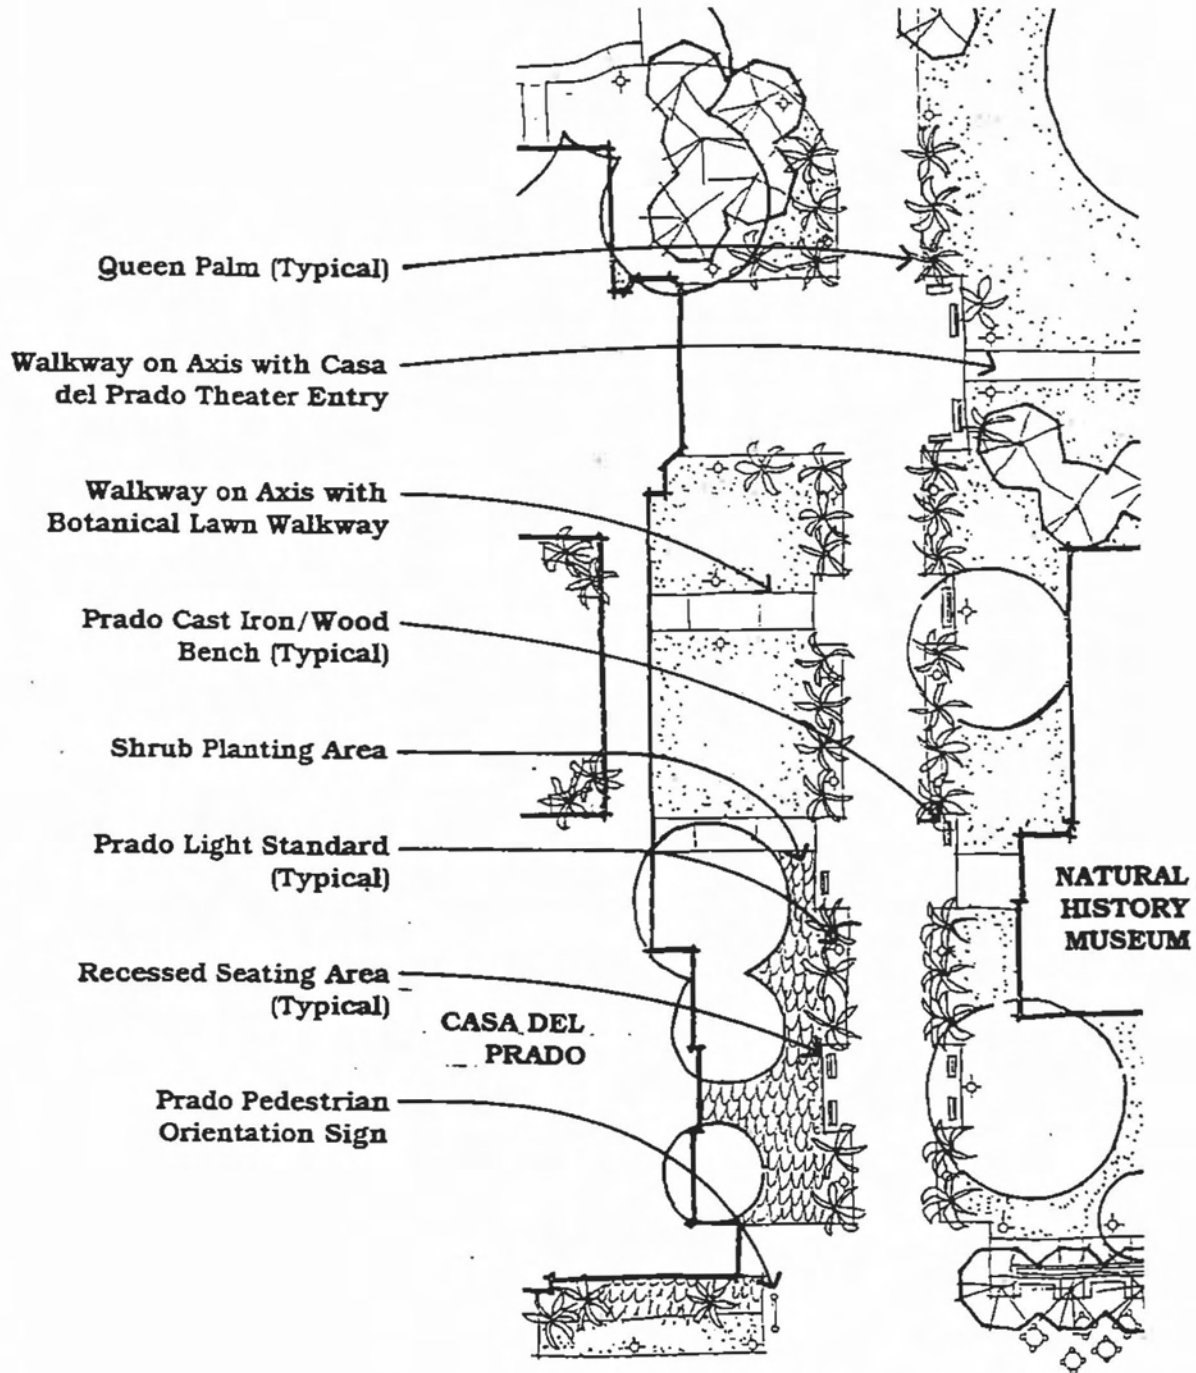 Queen Palm (Typical)
Walkway on Axis with Casa
del Prado Theater Entry
Walkway on Axis with
Botanical Lawn Walkway
Prado Cast Iron/Wood
Bench (Typical)
Shrub Planting Area
Prado Light Standard
(Typical)
NATURAL
HISTORY
MUSEUM
Recessed Seating Area
(Typical)
CASA DEL
PRADO
Prado Pedestrian
Orientation Sign